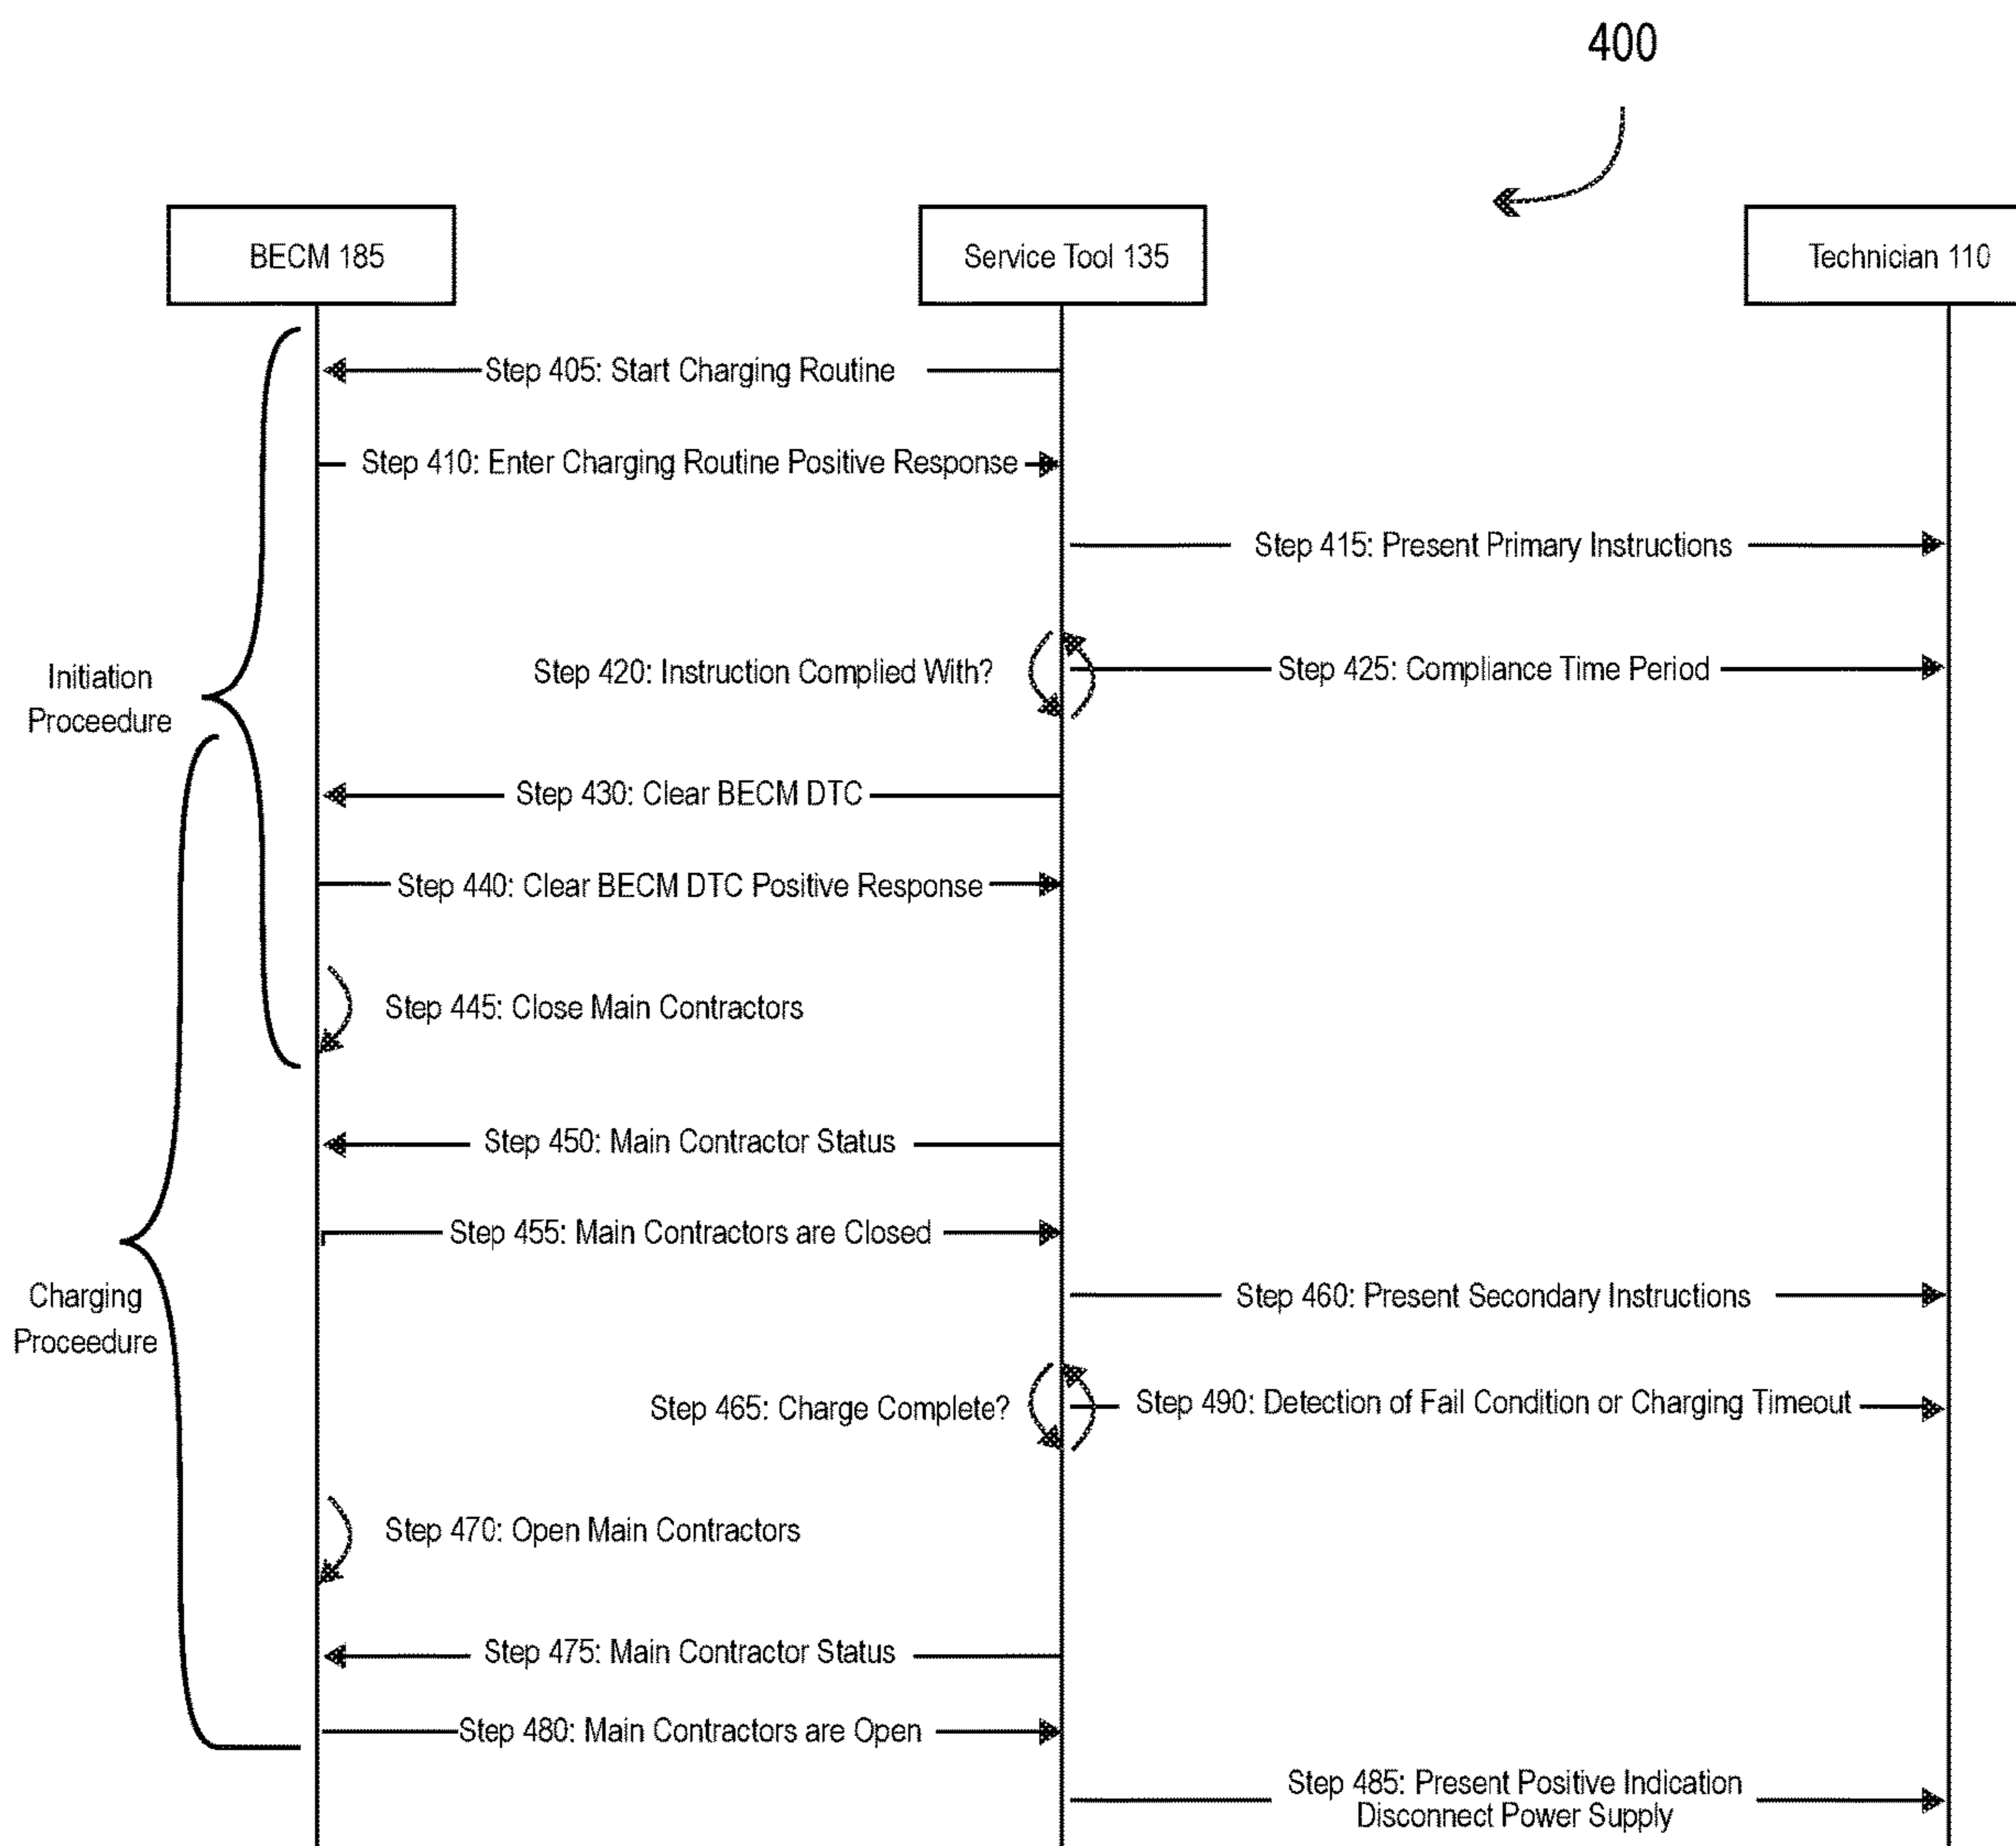 400
BECM 185
Service Tool 135
Technician 110
Step 405: Start Charging Routine
Step 410: Enter Charging Routine Positive Response
Step 415: Present Primary Instructions
Initiation
Proceedure
Step 420: Instruction Complied With?
Step 425: Compliance Time Period
Step 430: Clear BECM DTC
Step 440: Clear BECM DTC Positive Response
Step 445: Close Main Contractors
Step 450: Main Contractor Status
Step 455: Main Contractors are Closed
Charging
Proceedure
Step 460: Present Secondary Instructions
Step 465: Charge Complete?
Step 490: Detection of Fail Condition or Charging Timeout
Step 470: Open Main Contractors
Step 475: Main Contractor Status
Step 480: Main Contractors are Open
Step 485: Present Positive Indication
Disconnect Power Supply